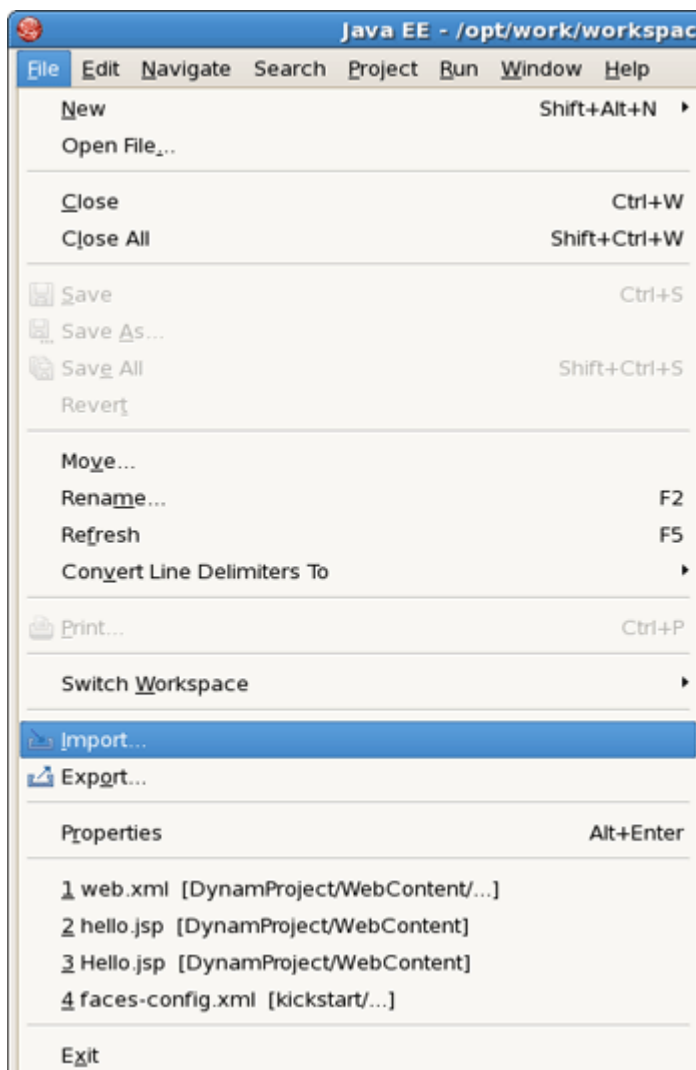 Java EE - /opt/work/workspac
File Edit Navigate Search Project Run Window Help
New Shift+Alt+N
Open File...
Close Ctrl+W
Close All Shift+Ctrl+W
Save Ctrl+S
Save As...
Save All Shift+Ctrl+S
Revert
Move...
Rename... F2
Refresh F5
Convert Line Delimiters To
Print... Ctrl+P
Switch Workspace
Import...
Export...
Properties Alt+Enter
1 web.xml [DynamProject/WebContent/...]
2 hello.jsp [DynamProject/WebContent]
3 Hello.jsp [DynamProject/WebContent]
4 faces-config.xml [kickstart/...]
Exit